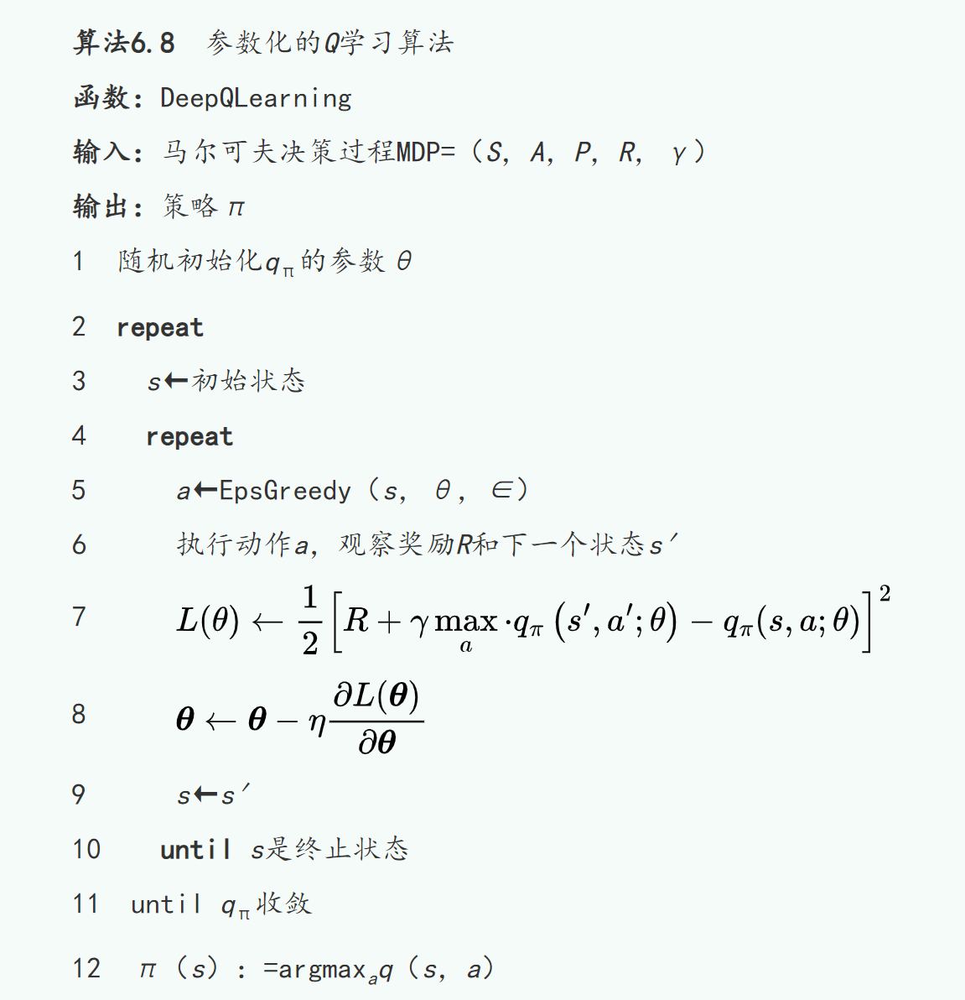 算法6.8 参数化的Q学习算法
函数：DeepQLearning
输入：马尔可夫决策过程MDP=（S，A，P，R，γ）
输出：策略π
1 随机初始化q_π的参数θ
2 repeat
3 s←初始状态
4 repeat
5 a←EpsGreedy（s，θ，∈）
6 执行动作a，观察奖励R和下一个状态s′
7 L(θ) ← 1/2 [R + γ max_a ·q_π (s′, a′; θ) − q_π(s, a; θ)]^2
8 θ ← θ − η ∂L(θ)/∂θ
9 s←s′
10 until s是终止状态
11 until q_π收敛
12 π（s）：=argmax_a q（s，a）